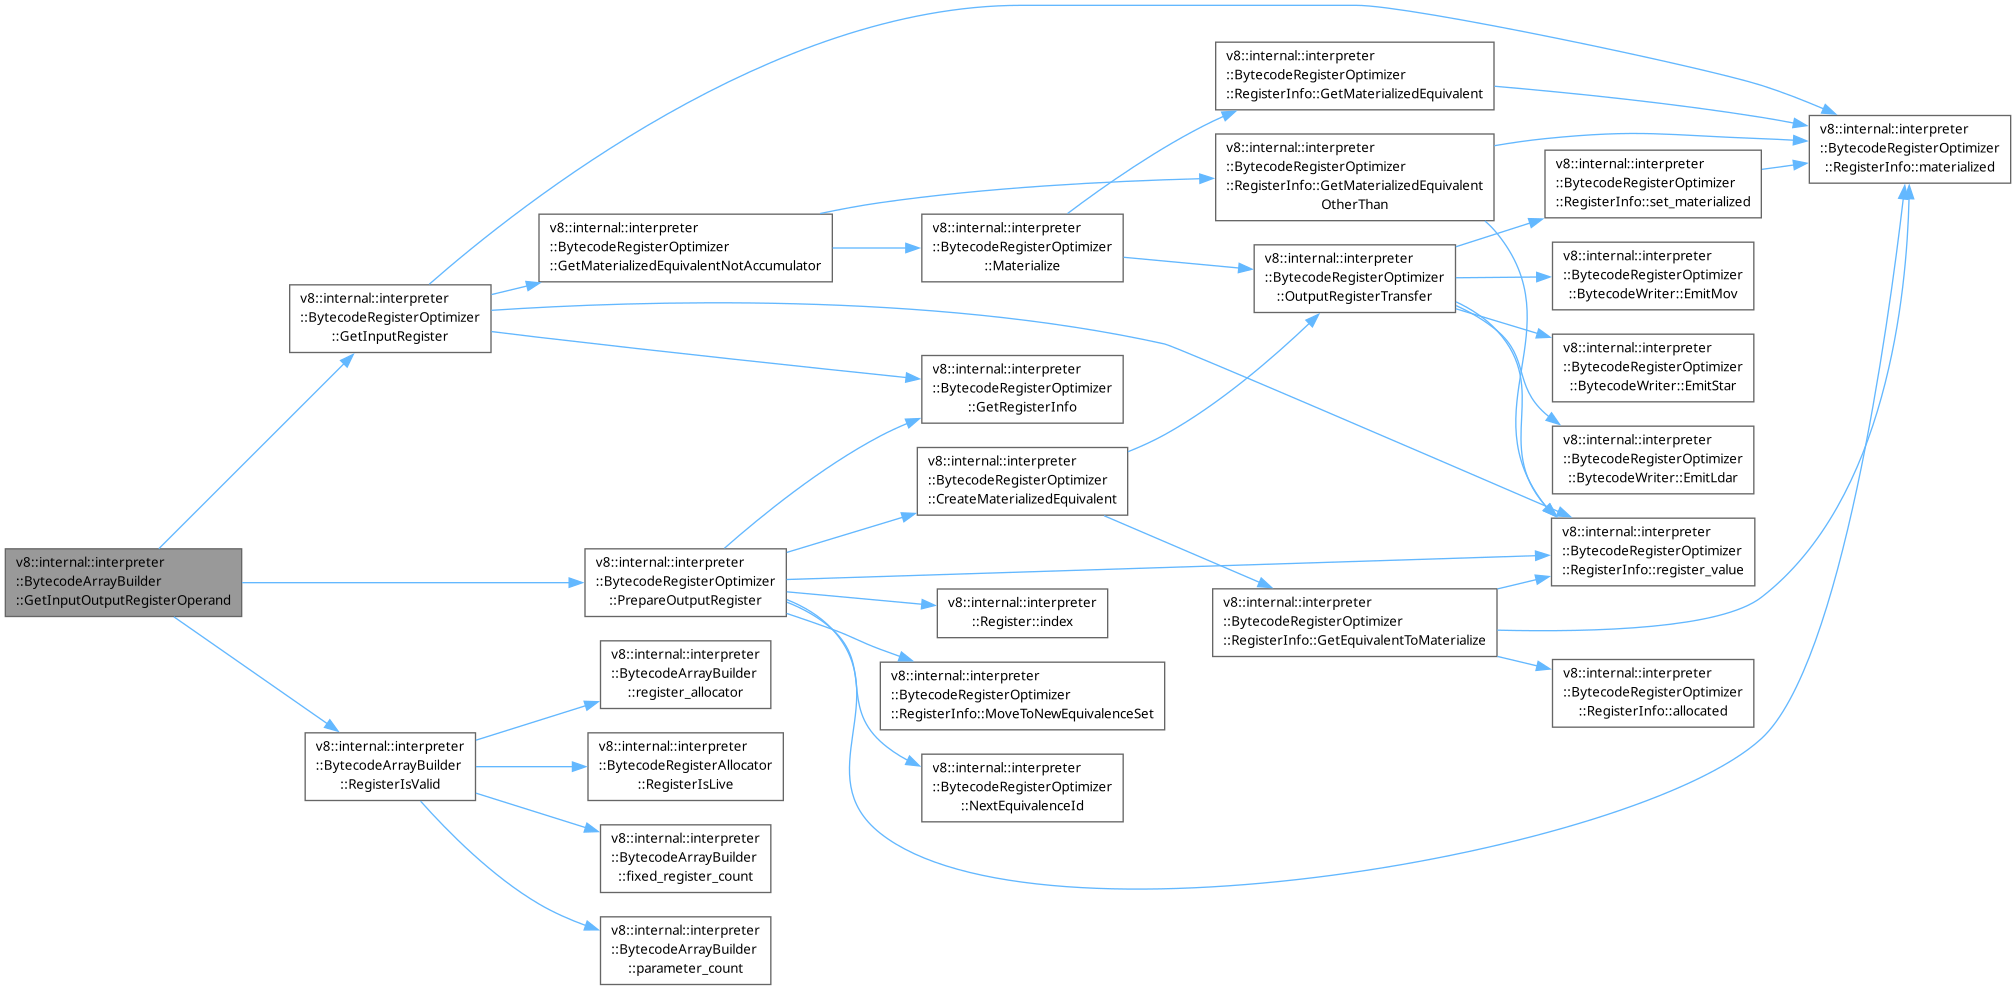 v8::internal::interpreter
::BytecodeArrayBuilder
::GetInputOutputRegisterOperand
v8::internal::interpreter
::BytecodeRegisterOptimizer
::GetInputRegister
v8::internal::interpreter
::BytecodeRegisterOptimizer
::GetMaterializedEquivalentNotAccumulator
v8::internal::interpreter
::BytecodeRegisterOptimizer
::Materialize
v8::internal::interpreter
::BytecodeRegisterOptimizer
::RegisterInfo::GetMaterializedEquivalent
v8::internal::interpreter
::BytecodeRegisterOptimizer
::RegisterInfo::GetMaterializedEquivalent
OtherThan
v8::internal::interpreter
::BytecodeRegisterOptimizer
::OutputRegisterTransfer
v8::internal::interpreter
::BytecodeRegisterOptimizer
::RegisterInfo::materialized
v8::internal::interpreter
::BytecodeRegisterOptimizer
::RegisterInfo::set_materialized
v8::internal::interpreter
::BytecodeRegisterOptimizer
::BytecodeWriter::EmitMov
v8::internal::interpreter
::BytecodeRegisterOptimizer
::BytecodeWriter::EmitStar
v8::internal::interpreter
::BytecodeRegisterOptimizer
::BytecodeWriter::EmitLdar
v8::internal::interpreter
::BytecodeRegisterOptimizer
::RegisterInfo::register_value
v8::internal::interpreter
::BytecodeRegisterOptimizer
::GetRegisterInfo
v8::internal::interpreter
::BytecodeRegisterOptimizer
::CreateMaterializedEquivalent
v8::internal::interpreter
::BytecodeRegisterOptimizer
::PrepareOutputRegister
v8::internal::interpreter
::Register::index
v8::internal::interpreter
::BytecodeRegisterOptimizer
::RegisterInfo::GetEquivalentToMaterialize
v8::internal::interpreter
::BytecodeRegisterOptimizer
::RegisterInfo::allocated
v8::internal::interpreter
::BytecodeRegisterOptimizer
::RegisterInfo::MoveToNewEquivalenceSet
v8::internal::interpreter
::BytecodeRegisterOptimizer
::NextEquivalenceId
v8::internal::interpreter
::BytecodeArrayBuilder
::RegisterIsValid
v8::internal::interpreter
::BytecodeArrayBuilder
::register_allocator
v8::internal::interpreter
::BytecodeRegisterAllocator
::RegisterIsLive
v8::internal::interpreter
::BytecodeArrayBuilder
::fixed_register_count
v8::internal::interpreter
::BytecodeArrayBuilder
::parameter_count